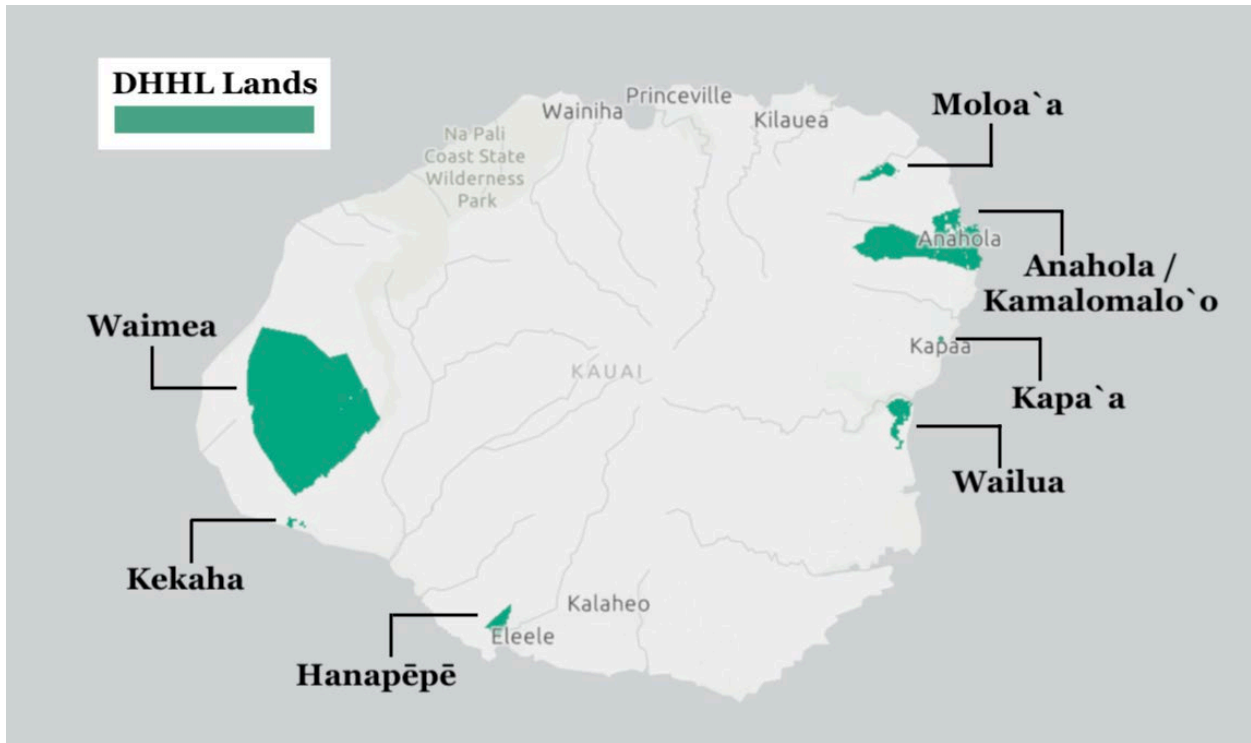 DHHL Lands
Princeville
Wainiha
Kilauea
Moloa`a
Na Pali
Coast State
Wilderness
Park
Anahola
Anahola /
Kamalomalo`o
Waimea
Kapaa
KAUAI
Kapa`a
Wailua
Kekaha
Kalaheo
Eleele
Hanapēpē